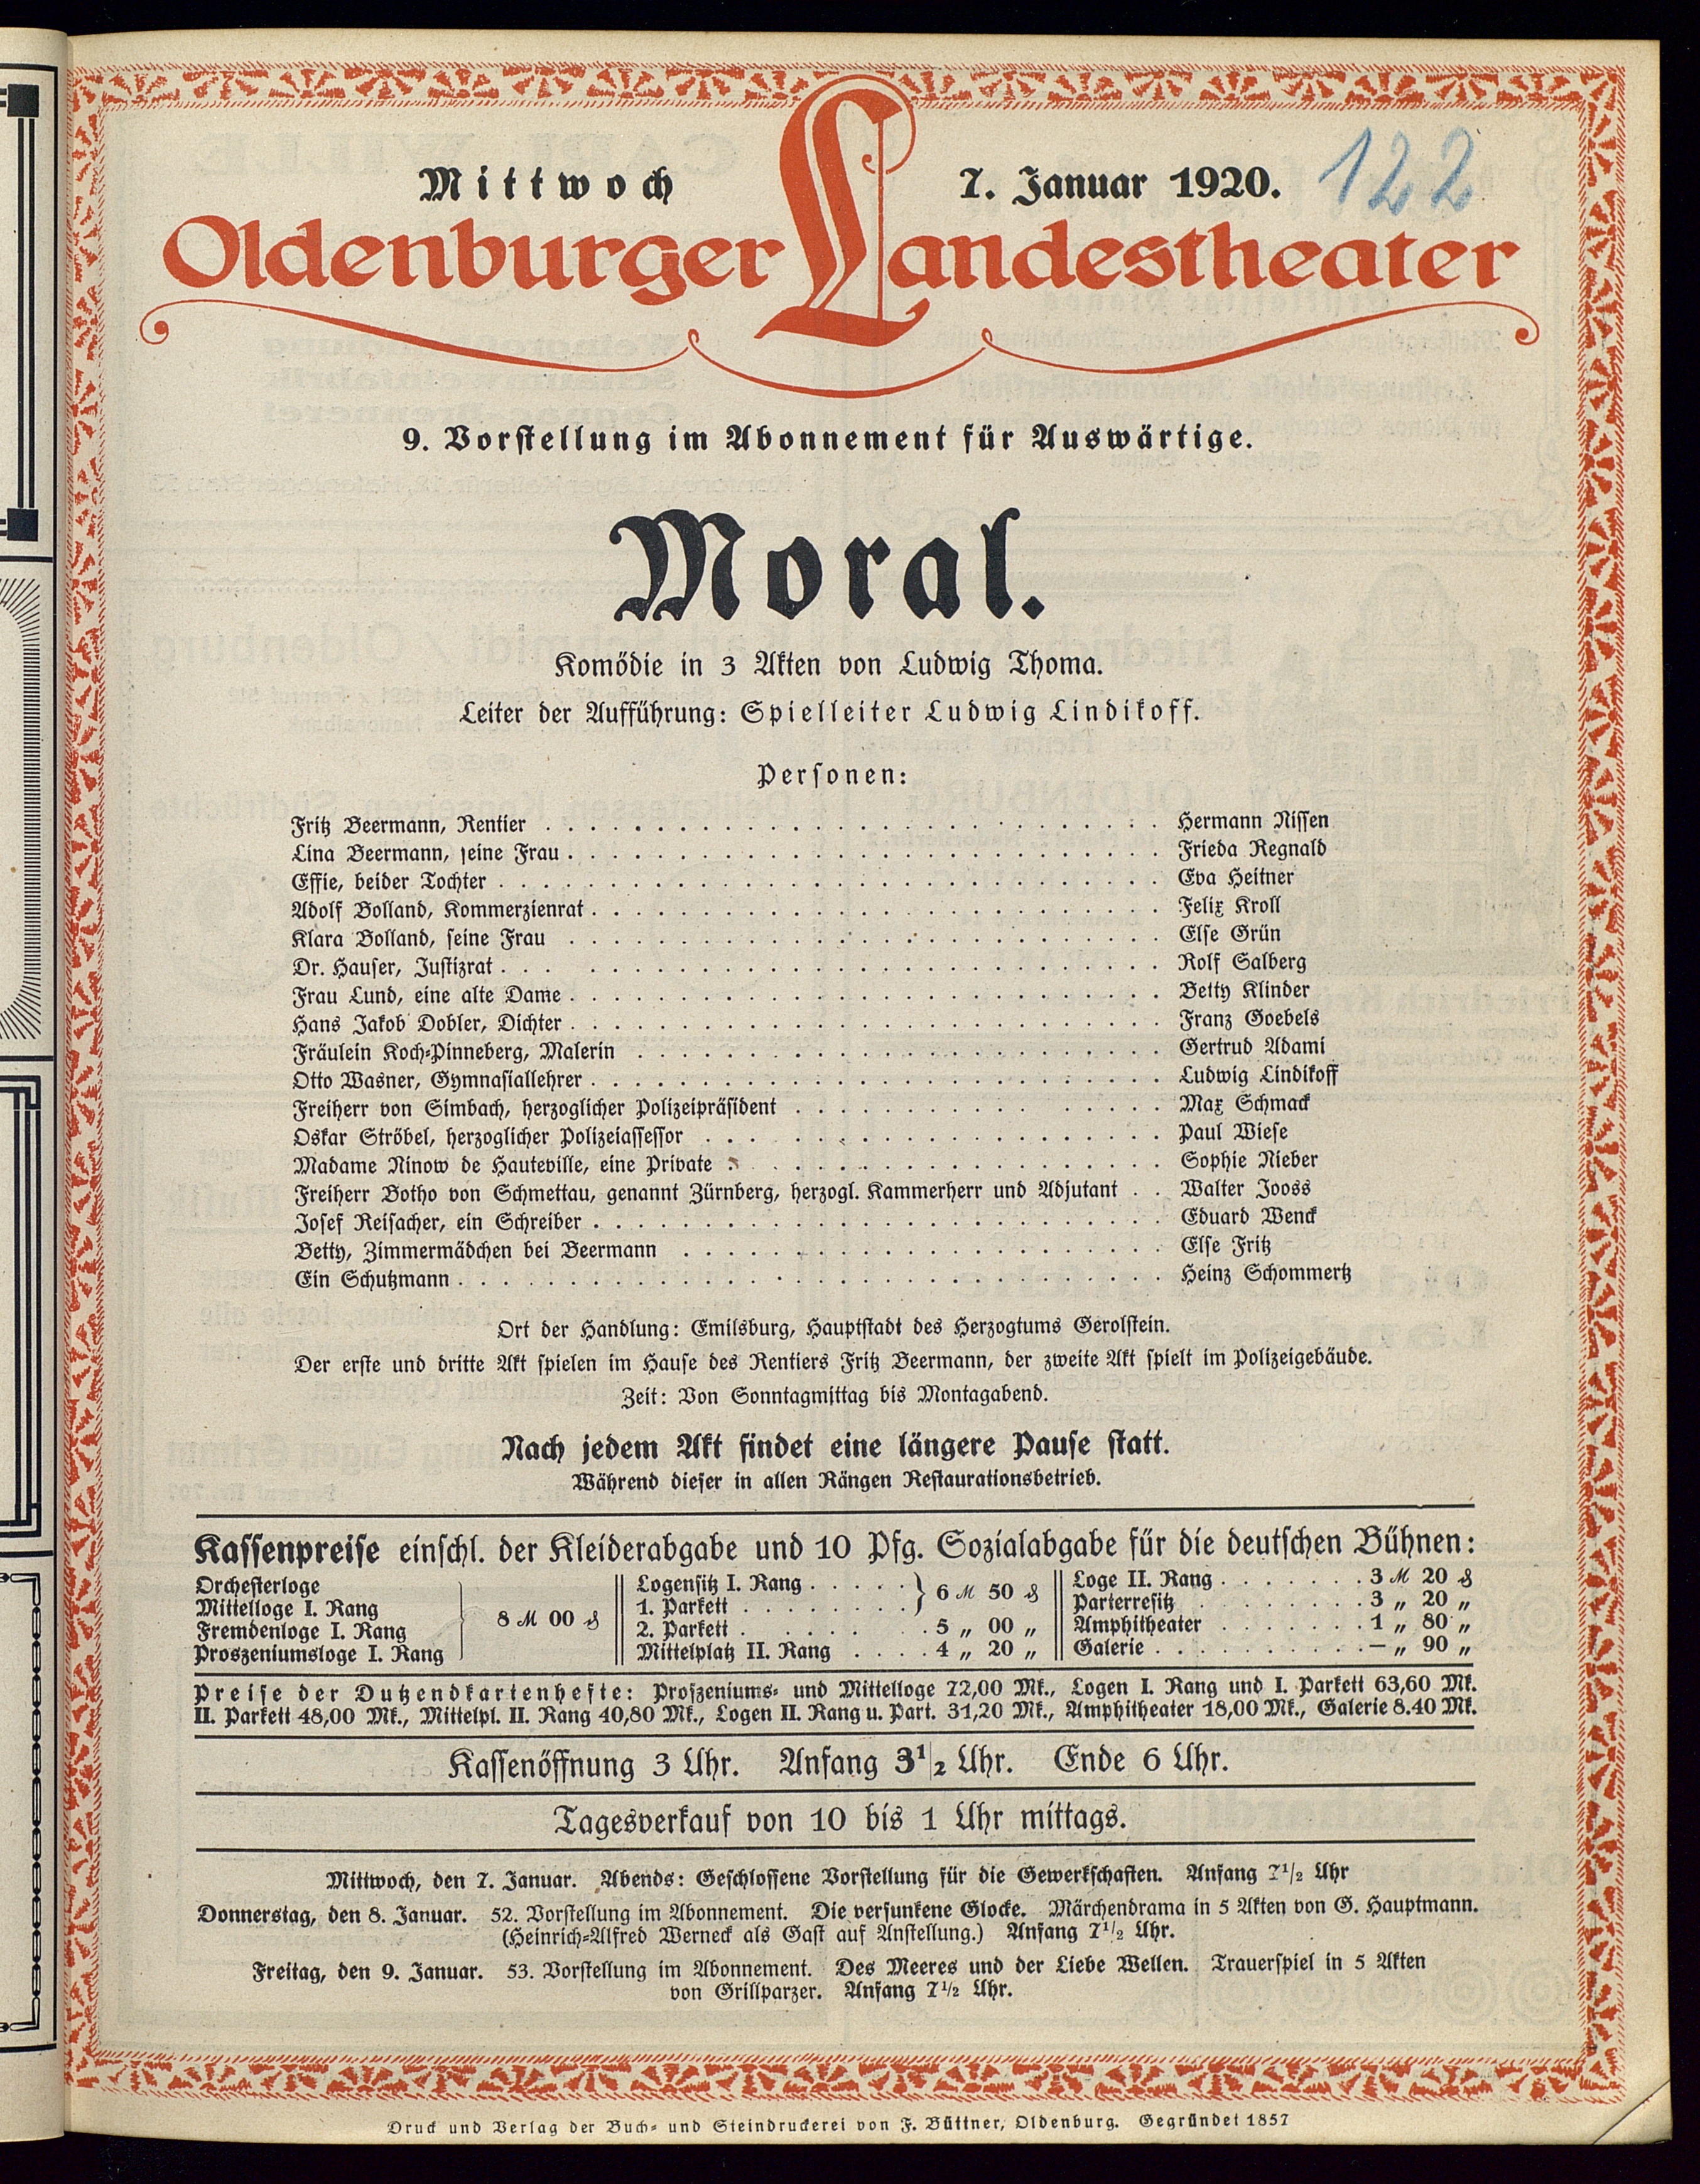 Mittwoch 7. Januar 1920. 122
Oldenburger Landestheater
9. Vorstellung im Abonnement für Auswärtige.
Moral.
Komödie in 3 Akten von Ludwig Thoma.
Leiter der Aufführung: Spielleiter Ludwig Lindikoff.
Personen:
Fritz Beermann, Rentier . . . Hermann Nissen
Lina Beermann, seine Frau . . . Frieda Regnald
Effie, beider Tochter . . . Eva Heitner
Adolf Bolland, Kommerzienrat . . . Felix Kroll
Klara Bolland, seine Frau . . . Else Grün
Dr. Hauser, Justizrat . . . Rolf Salberg
Frau Lund, eine alte Dame . . . Betty Klinder
Hans Jakob Dobler, Dichter . . . Franz Goebels
Fräulein Koch-Pinneberg, Malerin . . . Gertrud Adami
Otto Wasner, Gymnasiallehrer . . . Ludwig Lindikoff
Freiherr von Simbach, herzoglicher Polizeipräsident . . . Max Schmack
Oskar Ströbel, herzoglicher Polizeiassessor . . . Paul Wiese
Madame Ninow de Hauteville, eine Private . . . Sophie Nieber
Freiherr Botho von Schmettau, genannt Zürnberg, herzogl. Kammerherr und Adjutant . . Walter Jooss
Josef Reisacher, ein Schreiber . . . Eduard Wenck
Betty, Zimmermädchen bei Beermann . . . Else Fritz
Ein Schutzmann . . . Heinz Schommertz
Ort der Handlung: Emilsburg, Hauptstadt des Herzogtums Gerolstein.
Der erste und dritte Akt spielen im Hause des Rentiers Fritz Beermann, der zweite Akt spielt im Polizeigebäude.
Zeit: Von Sonntagmittag bis Montagabend.
Nach jedem Akt findet eine längere Pause statt.
Während dieser in allen Rängen Restaurationsbetrieb.
Kassenpreise einschl. der Kleiderabgabe und 10 Pfg. Sozialabgabe für die deutschen Bühnen:
Orchesterloge
Mittelloge I. Rang
Fremdenloge I. Rang
Proszeniumsloge I. Rang
8 M 00 ₰
Logensitz I. Rang . . . . .
1. Parkett . . . . . . . .
6 M 50 ₰
2. Parkett . . . . . 5 „ 00 „
Mittelplatz II. Rang . . . . 4 „ 20 „
Loge II. Rang . . . . . . . 3 M 20 ₰
Parterresitz . . . . . . . . 3 „ 20 „
Amphitheater . . . . . . . 1 „ 80 „
Galerie . . . . . . . . . . — „ 90 „
Preise der Dutzendkartenhefte: Proszeniums- und Mittelloge 72,00 Mk., Logen I. Rang und I. Parkett 63,60 Mk.
II. Parkett 48,00 Mk., Mittelpl. II. Rang 40,80 Mk., Logen II. Rang u. Part. 31,20 Mk., Amphitheater 18,00 Mk., Galerie 8.40 Mk.
Kassenöffnung 3 Uhr. Anfang 3 1/2 Uhr. Ende 6 Uhr.
Tagesverkauf von 10 bis 1 Uhr mittags.
Mittwoch, den 7. Januar. Abends: Geschlossene Vorstellung für die Gewerkschaften. Anfang 7 1/2 Uhr
Donnerstag, den 8. Januar. 52. Vorstellung im Abonnement. Die versunkene Glocke. Märchendrama in 5 Akten von G. Hauptmann.
(Heinrich-Alfred Werneck als Gast auf Anstellung.) Anfang 7 1/2 Uhr.
Freitag, den 9. Januar. 53. Vorstellung im Abonnement. Des Meeres und der Liebe Wellen. Trauerspiel in 5 Akten
von Grillparzer. Anfang 7 1/2 Uhr.
Druck und Verlag der Buch- und Steindruckerei von F. Büttner, Oldenburg. Gegründet 1857